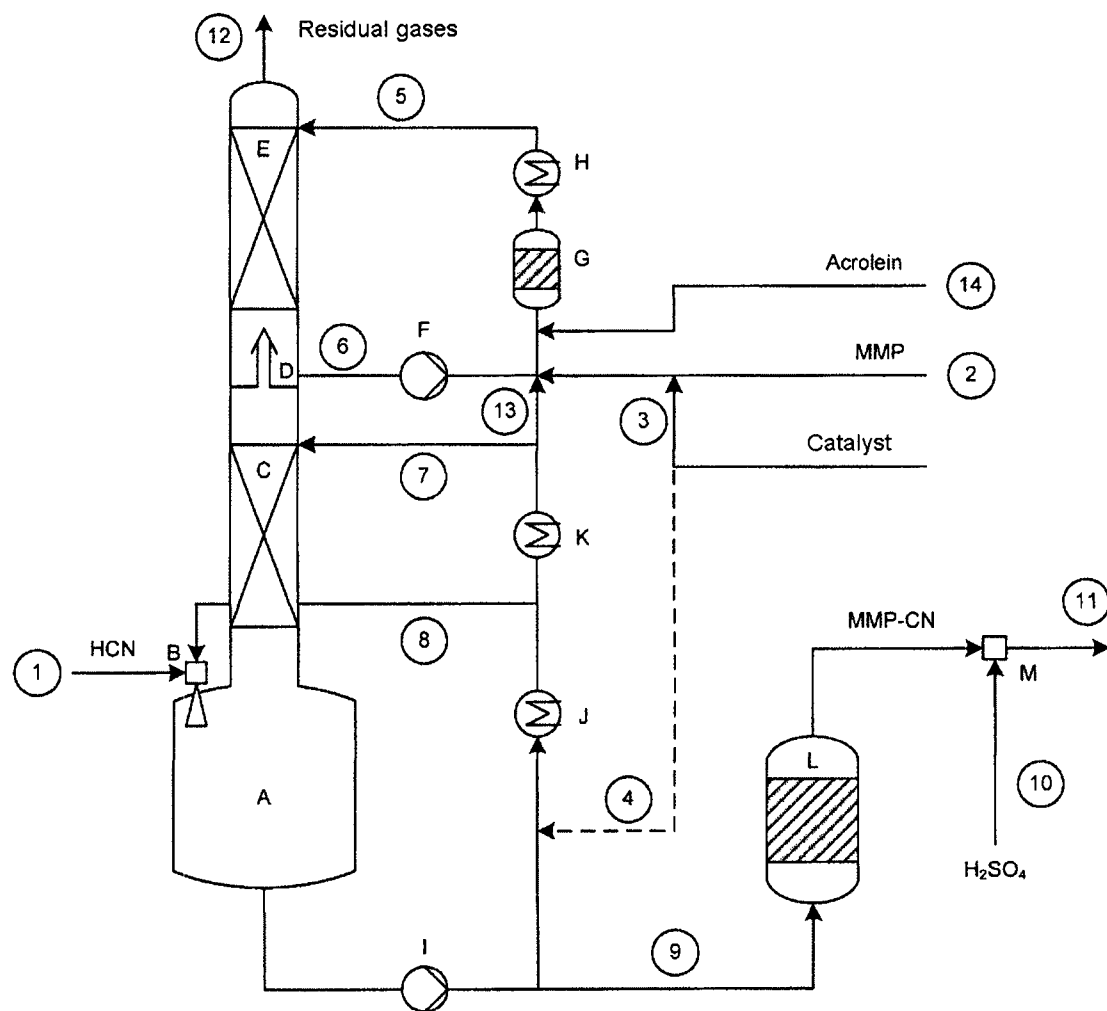 12 Residual gases
5
E
H
G
Acrolein
14
F
6
MMP
D
2
13
3
Catalyst
C
7
K
8
11
MMP-CN
HCN
B
1
M
J
L
4
10
A
H₂SO₄
I
9